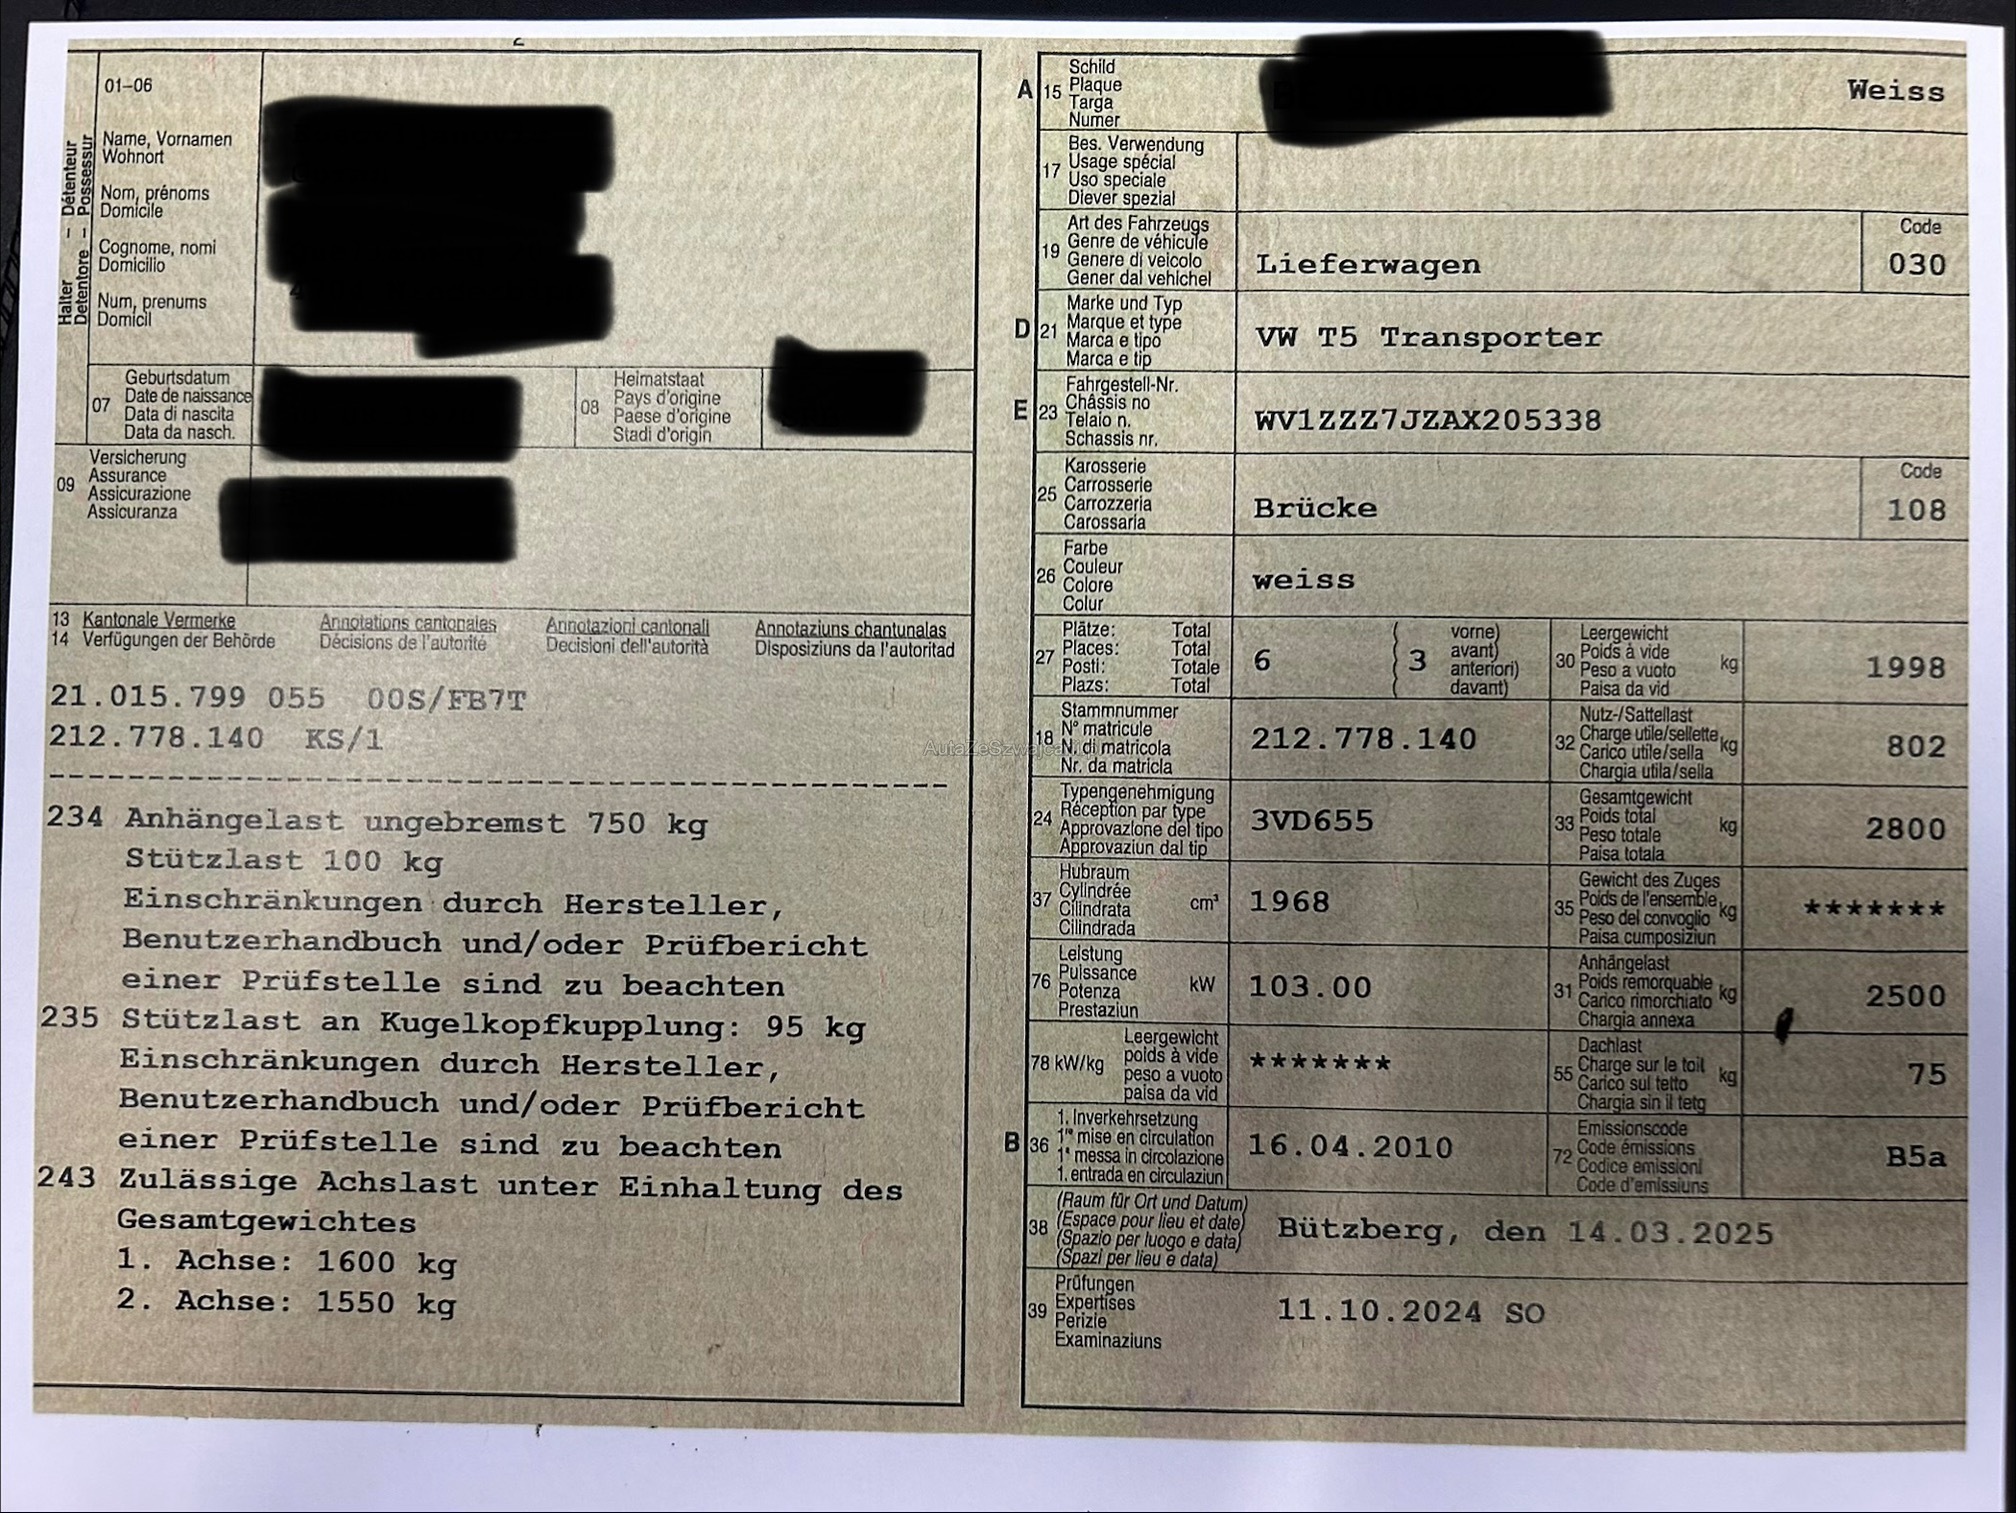 01–06
Halter – Détenteur
Detentore – Possessur
Name, Vornamen
Wohnort
Nom, prénoms
Domicile
Cognome, nomi
Domicilio
Num, prenums
Domicil
07
Geburtsdatum
Date de naissance
Data di nascita
Data da nasch.
08
Heimatstaat
Pays d'origine
Paese d'origine
Stadi d'origin
09
Versicherung
Assurance
Assicurazione
Assicuranza
13 Kantonale Vermerke Annotations cantonales Annotazioni cantonali Annotaziuns chantunalas
14 Verfügungen der Behörde Décisions de l'autorité Decisioni dell'autorità Disposiziuns da l'autoritad
21.015.799 055 00S/FB7T
212.778.140 KS/1
234 Anhängelast ungebremst 750 kg
Stützlast 100 kg
Einschränkungen durch Hersteller,
Benutzerhandbuch und/oder Prüfbericht
einer Prüfstelle sind zu beachten
235 Stützlast an Kugelkopfkupplung: 95 kg
Einschränkungen durch Hersteller,
Benutzerhandbuch und/oder Prüfbericht
einer Prüfstelle sind zu beachten
243 Zulässige Achslast unter Einhaltung des
Gesamtgewichtes
1. Achse: 1600 kg
2. Achse: 1550 kg
A 15
Schild
Plaque
Targa
Numer
Weiss
17
Bes. Verwendung
Usage spécial
Uso speciale
Diever spezial
19
Art des Fahrzeugs
Genre de véhicule
Genere di veicolo
Gener dal vehichel
Lieferwagen
Code
030
D 21
Marke und Typ
Marque et type
Marca e tipo
Marca e tip
VW T5 Transporter
E 23
Fahrgestell-Nr.
Châssis no
Telaio n.
Schassis nr.
WV1ZZZ7JZAX205338
25
Karosserie
Carrosserie
Carrozzeria
Carossaria
Brücke
Code
108
26
Farbe
Couleur
Colore
Colur
weiss
27
Plätze: Total
Places: Total
Posti: Totale
Plazs: Total
6
( 3
vorne)
avant)
anteriori)
davant)
30
Leergewicht
Poids à vide
Peso a vuoto
Paisa da vid
kg
1998
18
Stammnummer
N° matricule
N. di matricola
Nr. da matricla
212.778.140
32
Nutz-/Sattellast
Charge utile/sellette
Carico utile/sella
Chargia utila/sella
kg
802
24
Typengenehmigung
Réception par type
Approvazione del tipo
Approvaziun dal tip
3VD655
33
Gesamtgewicht
Poids total
Peso totale
Paisa totala
kg
2800
37
Hubraum
Cylindrée
Cilindrata
Cilindrada
cm³
1968
35
Gewicht des Zuges
Poids de l'ensemble
Peso del convoglio
Paisa cumposiziun
kg
*******
76
Leistung
Puissance
Potenza
Prestaziun
kW
103.00
31
Anhängelast
Poids remorquable
Carico rimorchiato
Chargia annexa
kg
2500
78 kW/kg
Leergewicht
poids à vide
peso a vuoto
paisa da vid
*******
55
Dachlast
Charge sur le toit
Carico sul tetto
Chargia sin il tetg
kg
75
B 36
1. Inverkehrsetzung
1re mise en circulation
1a messa in circolazione
1. entrada en circulaziun
16.04.2010
72
Emissionscode
Code émissions
Codice emissioni
Code d'emissiuns
B5a
38
(Raum für Ort und Datum)
(Espace pour lieu et date)
(Spazio per luogo e data)
(Spazi per lieu e data)
Bützberg, den 14.03.2025
39
Prüfungen
Expertises
Perizie
Examinaziuns
11.10.2024 SO